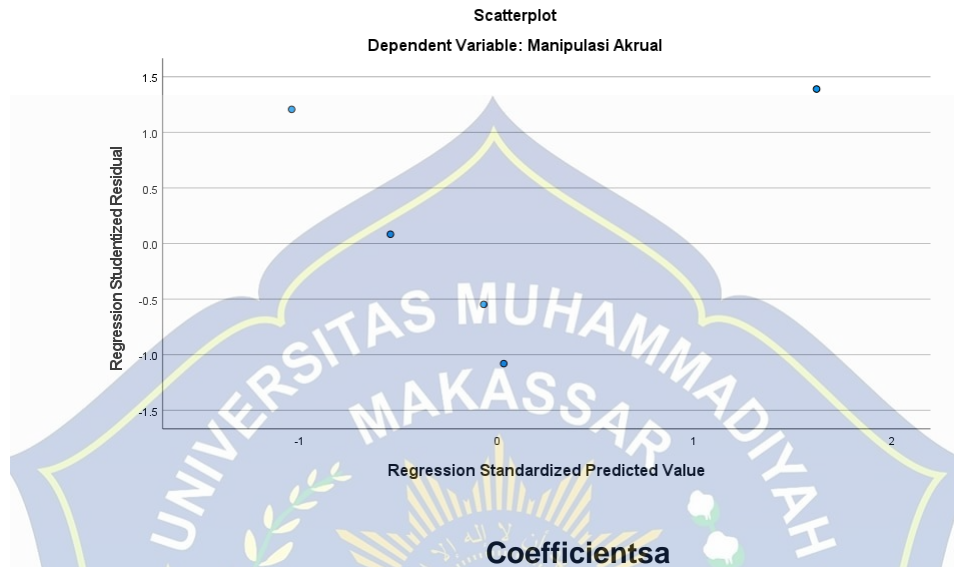 Scatterplot
Dependent Variable: Manipulasi Akrual
Regression Studentized Residual
1.5
1.0
0.5
0.0
-0.5
-1.0
-1.5
-1 0 1 2
Regression Standardized Predicted Value
UNIVERSITAS MUHAMMADIYAH
MAKASSAR
Coefficientsa